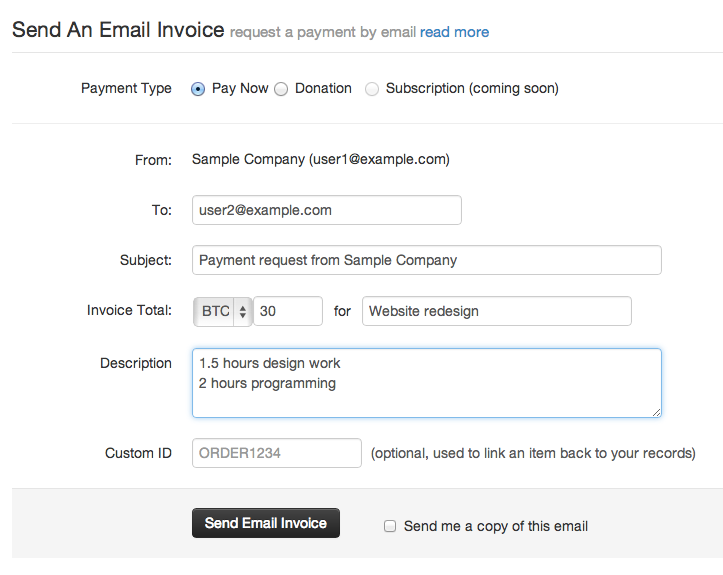 Send An Email Invoice request a payment by email read more
Payment Type Pay Now Donation Subscription (coming soon)
From: Sample Company (user1@example.com)
To: user2@example.com
Subject: Payment request from Sample Company
Invoice Total: BTC 30 for Website redesign
Description 1.5 hours design work
2 hours programming
Custom ID ORDER1234 (optional, used to link an item back to your records)
Send Email Invoice Send me a copy of this email